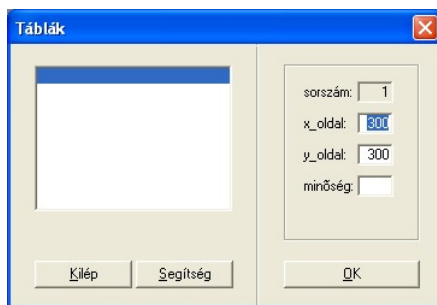 Táblák
sorszám: 1
x_oldal: 300
y_oldal: 300
minőség:
Kilép Segítség OK